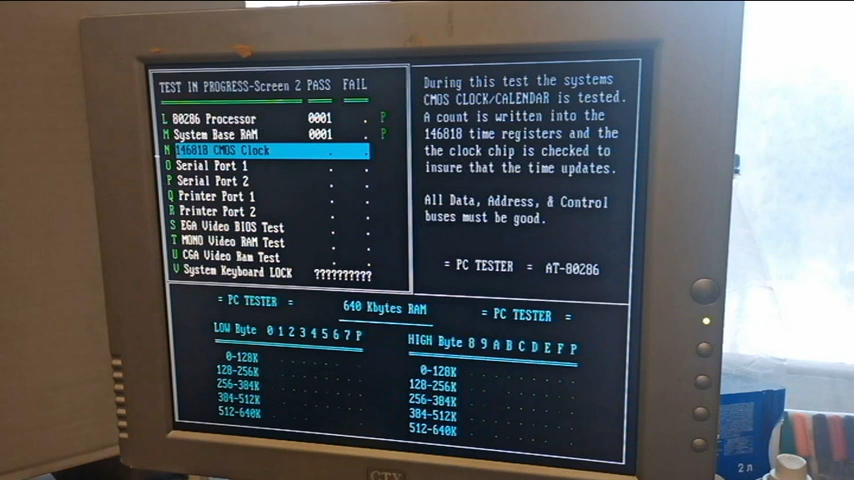 TEST IN PROGRESS-Screen 2 PASS FAIL
L 80286 Processor 0001 . P
M System Base RAM 0001 . P
N 146818 CMOS Clock . .
O Serial Port 1 . .
P Serial Port 2 . .
Q Printer Port 1 . .
R Printer Port 2 . .
S EGA Video BIOS Test . .
T MONO Video RAM Test . .
U CGA Video Ram Test . .
V System Keyboard LOCK ??????????
During this test the systems
CMOS CLOCK/CALENDAR is tested.
A count is written into the
146818 time registers and the
the clock chip is checked to
insure that the time updates.
All Data, Address, & Control
buses must be good.
= PC TESTER = AT-80286
= PC TESTER = 640 Kbytes RAM = PC TESTER =
LOW Byte 0 1 2 3 4 5 6 7 P
0-128K
128-256K
256-384K
384-512K
512-640K
HIGH Byte 8 9 A B C D E F P
0-128K
128-256K
256-384K
384-512K
512-640K
CTX
2 л